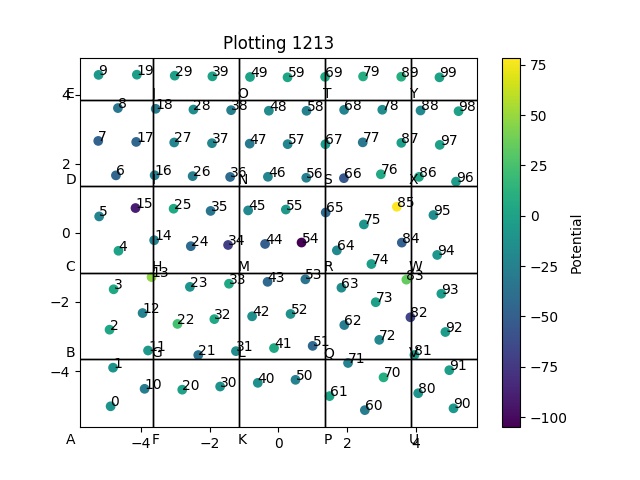 Plotting 1213
9 19 29 39 49 59 69 79 89 99
4 E J O T Y
8 18 28 38 48 58 68 78 88 98
7 17 27 37 47 57 67 77 87 97
2
6 16 26 36 46 56 66 76 86 96
D I N S X
5 15 25 35 45 55 65 75 85 95
0
4 14 24 34 44 54 64 74 84 94
C H M R W
3 13 23 33 43 53 63 73 83 93
−2
2 12 22 32 42 52 62 72 82 92
B G L Q V
1 11 21 31 41 51 61 71 81 91
−4
0 10 20 30 40 50 60 70 80 90
A F K P U
−4 −2 0 2 4
75
50
25
0
−25
−50
−75
−100
Potential